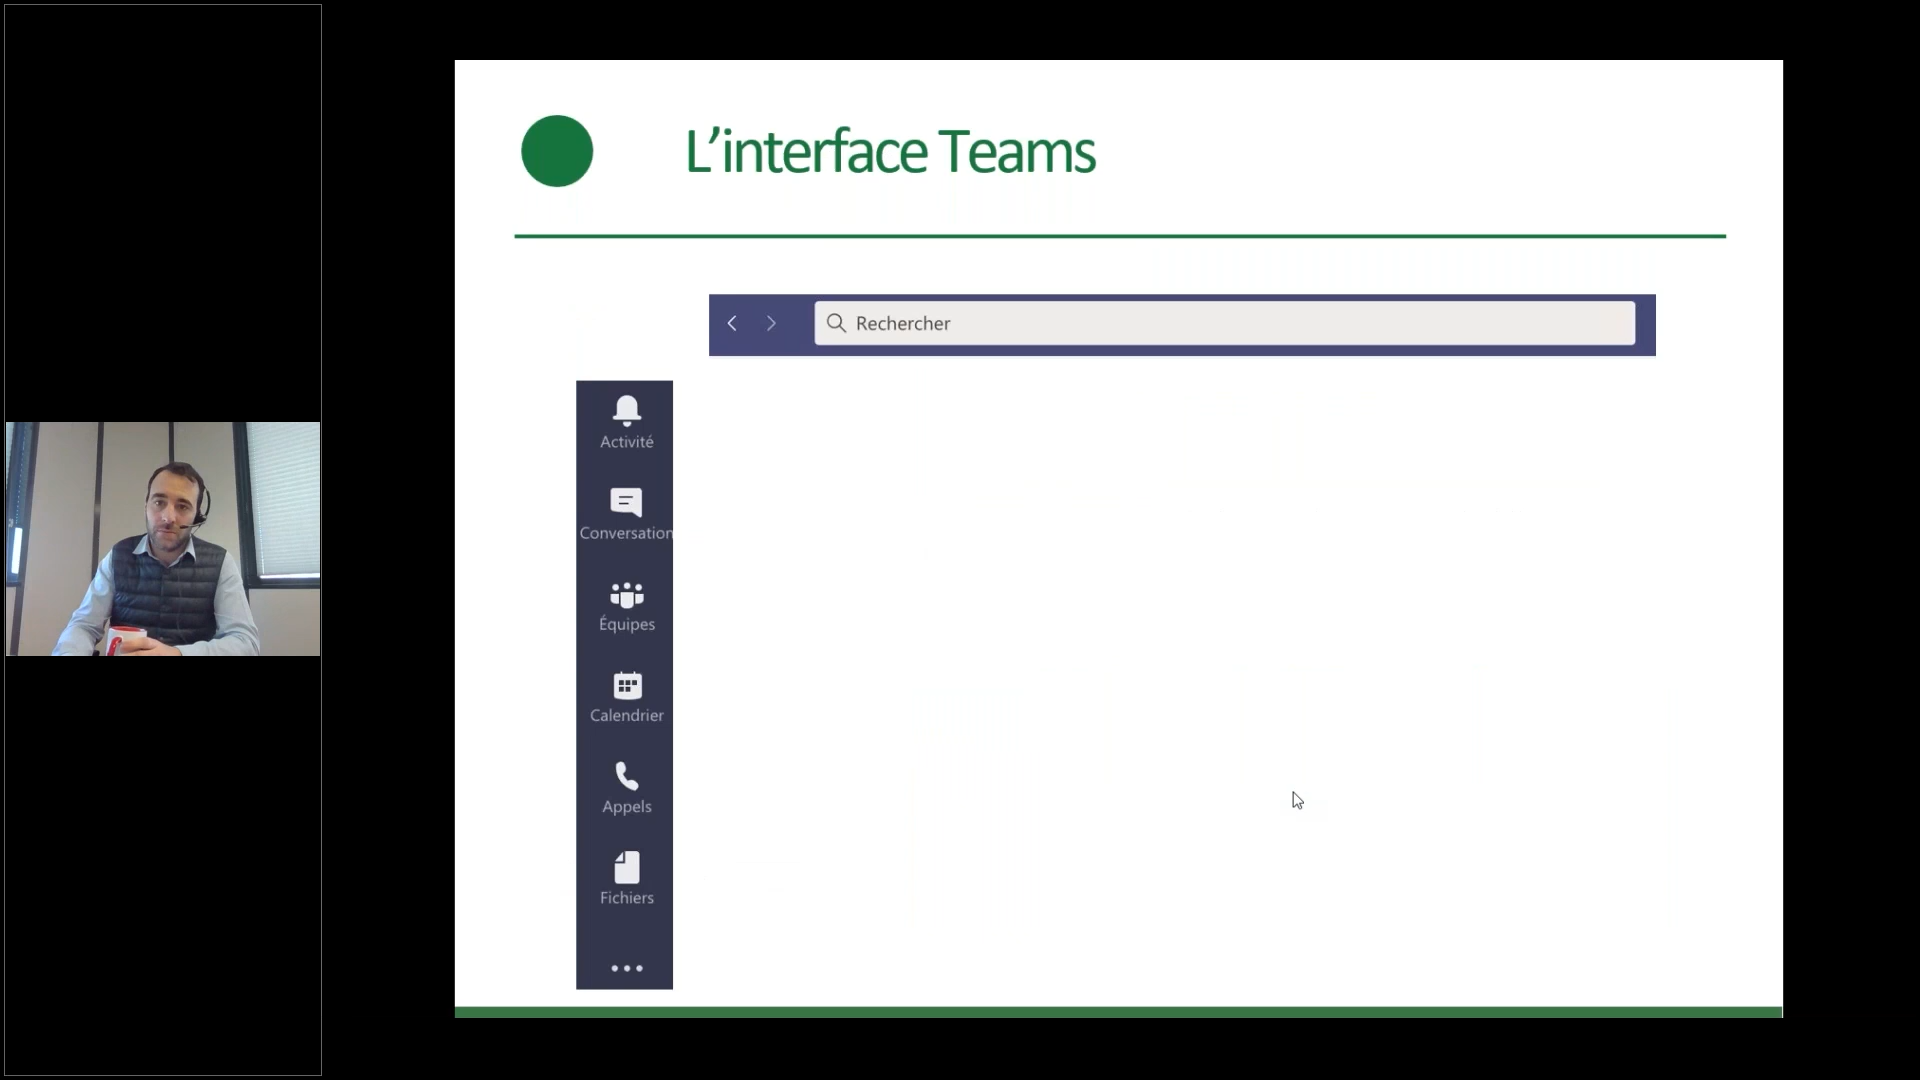 L’interface Teams
Rechercher
Activité
Conversation
Équipes
Calendrier
Appels
Fichiers